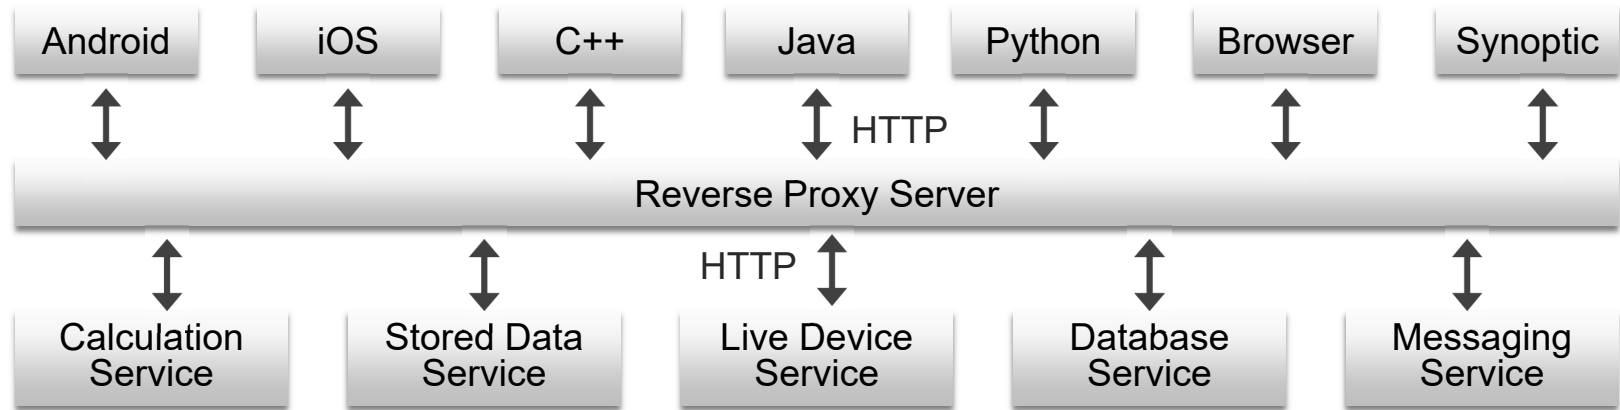 Android
iOS
C++
Java
Python
Browser
Synoptic
HTTP
Reverse Proxy Server
HTTP
Calculation
Service
Stored Data
Service
Live Device
Service
Database
Service
Messaging
Service